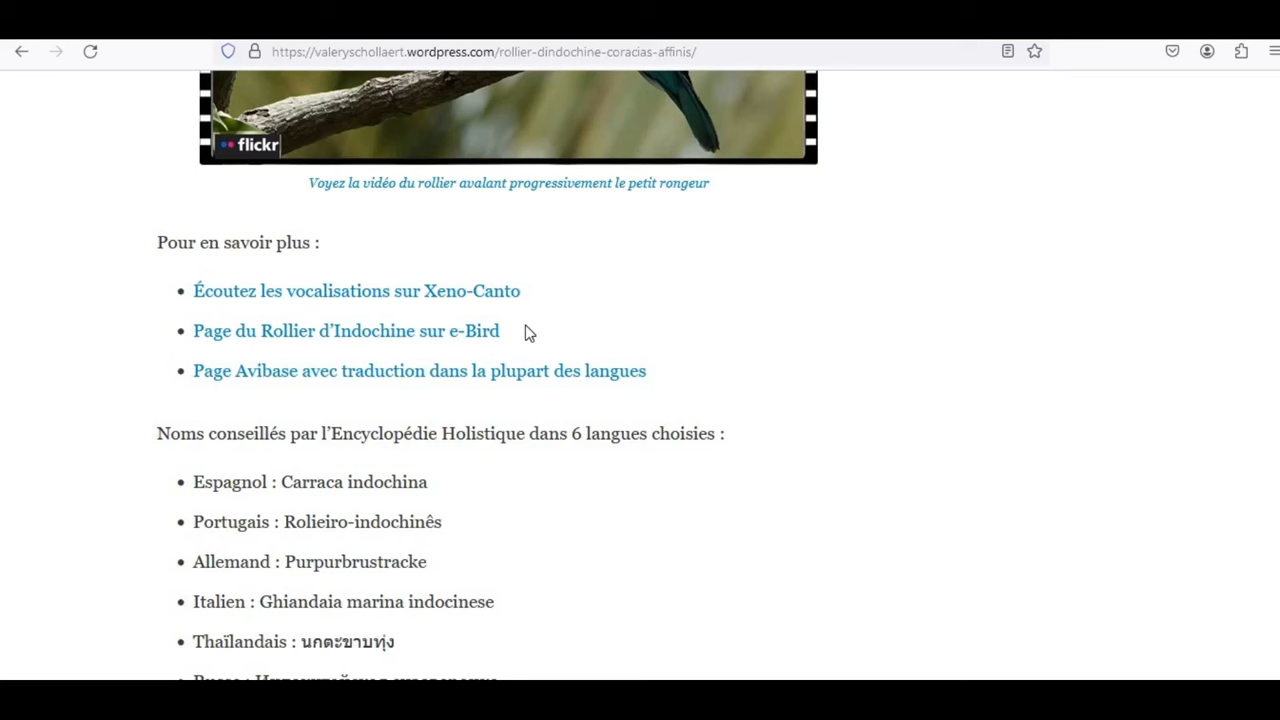 https://valeryschollaert.wordpress.com/rollier-dindochine-coracias-affinis/
flickr
Voyez la vidéo du rollier avalant progressivement le petit rongeur
Pour en savoir plus :
• Écoutez les vocalisations sur Xeno-Canto
• Page du Rollier d’Indochine sur e-Bird
• Page Avibase avec traduction dans la plupart des langues
Noms conseillés par l’Encyclopédie Holistique dans 6 langues choisies :
• Espagnol : Carraca indochina
• Portugais : Rolieiro-indochinês
• Allemand : Purpurbrustracke
• Italien : Ghiandaia marina indocinese
• Thaïlandais : นกตะขาบทุ่ง